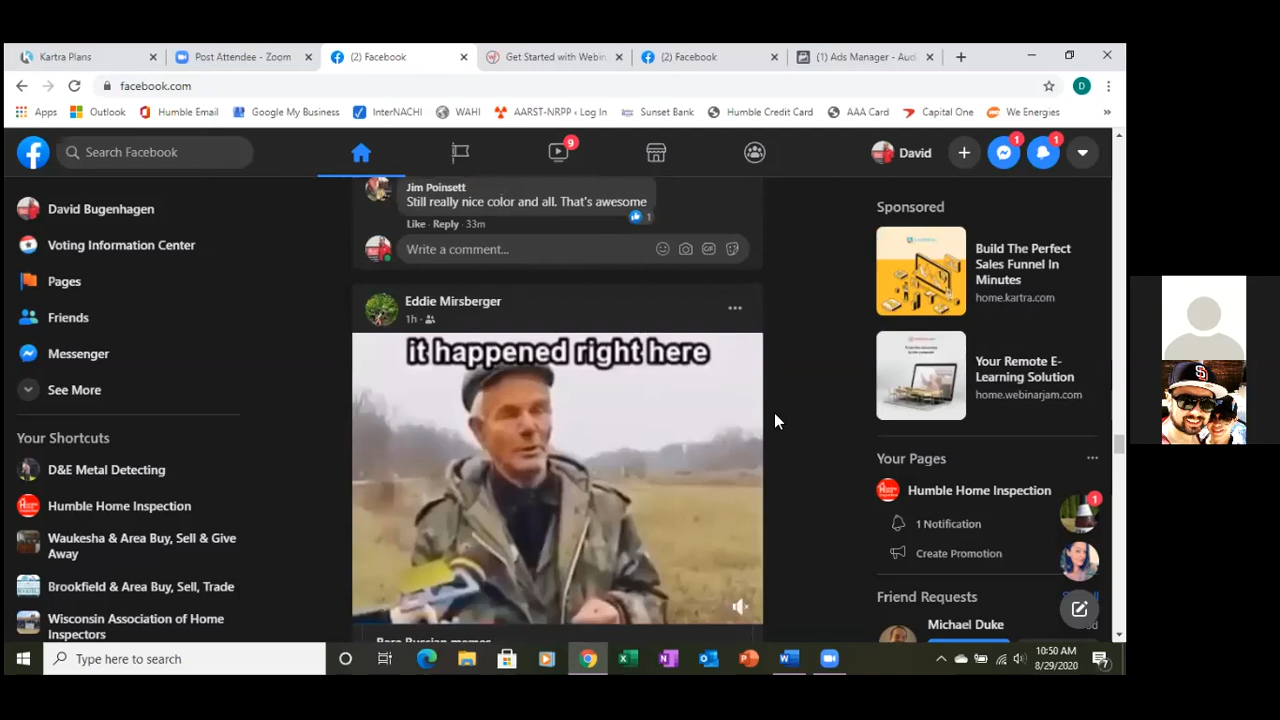 Kartra Plans
Post Attendee - Zoom
(2) Facebook
Get Started with Webin
(2) Facebook
(1) Ads Manager - Aud
facebook.com
D
Apps
Outlook
Humble Email
Google My Business
InterNACHI
WAHI
AARST-NRPP « Log In
Sunset Bank
Humble Credit Card
AAA Card
Capital One
We Energies
Search Facebook
9
David
1
1
David Bugenhagen
Voting Information Center
Pages
Friends
Messenger
See More
Your Shortcuts
D&E Metal Detecting
Humble Home Inspection
Waukesha & Area Buy, Sell & Give
Away
Brookfield & Area Buy, Sell, Trade
Wisconsin Association of Home
Inspectors
Jim Poinsett
Still really nice color and all. That's awesome
1
Like · Reply · 33m
Write a comment...
GIF
Eddie Mirsberger
1h ·
it happened right here
Rare Russian memes
Sponsored
Build The Perfect
Sales Funnel In
Minutes
home.kartra.com
Your Remote E-
Learning Solution
home.webinarjam.com
Your Pages
Humble Home Inspection
1
1 Notification
Create Promotion
Friend Requests
Michael Duke
Type here to search
10:50 AM
8/29/2020
7